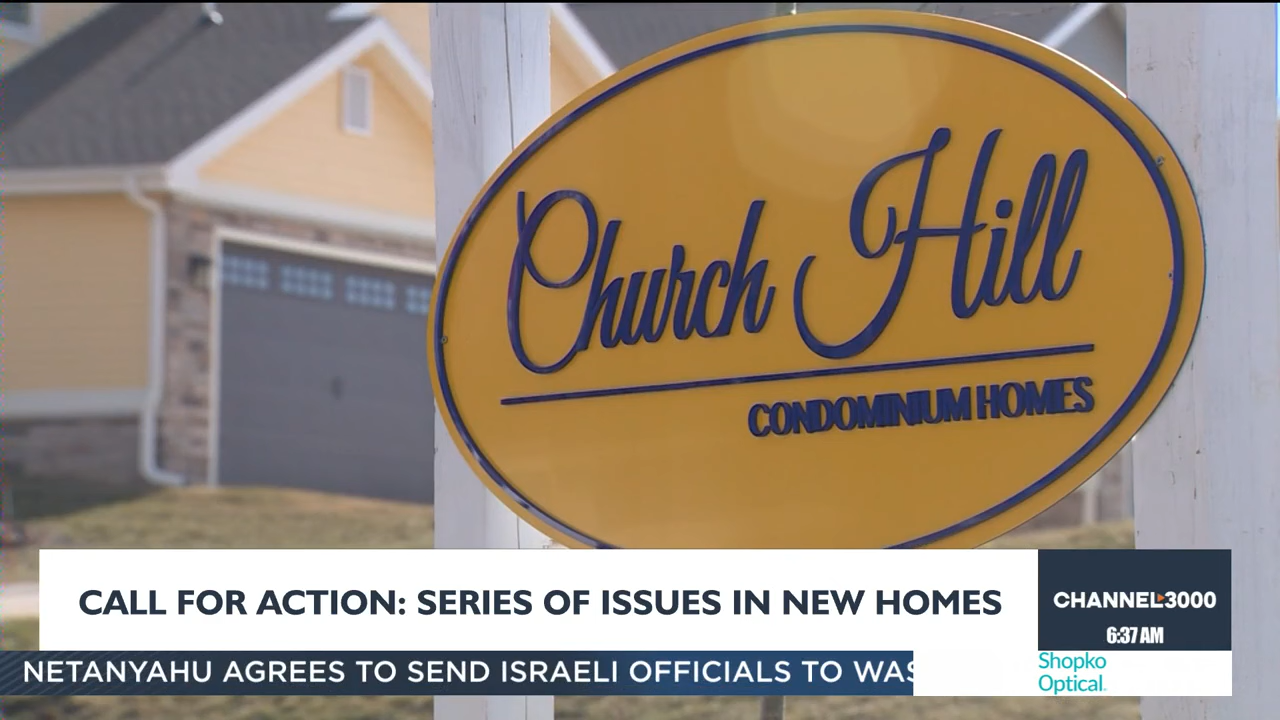 Church Hill
CONDOMINIUM HOMES
CALL FOR ACTION: SERIES OF ISSUES IN NEW HOMES
CHANNEL3000
6:37 AM
NETANYAHU AGREES TO SEND ISRAELI OFFICIALS TO WAS
Shopko
Optical.